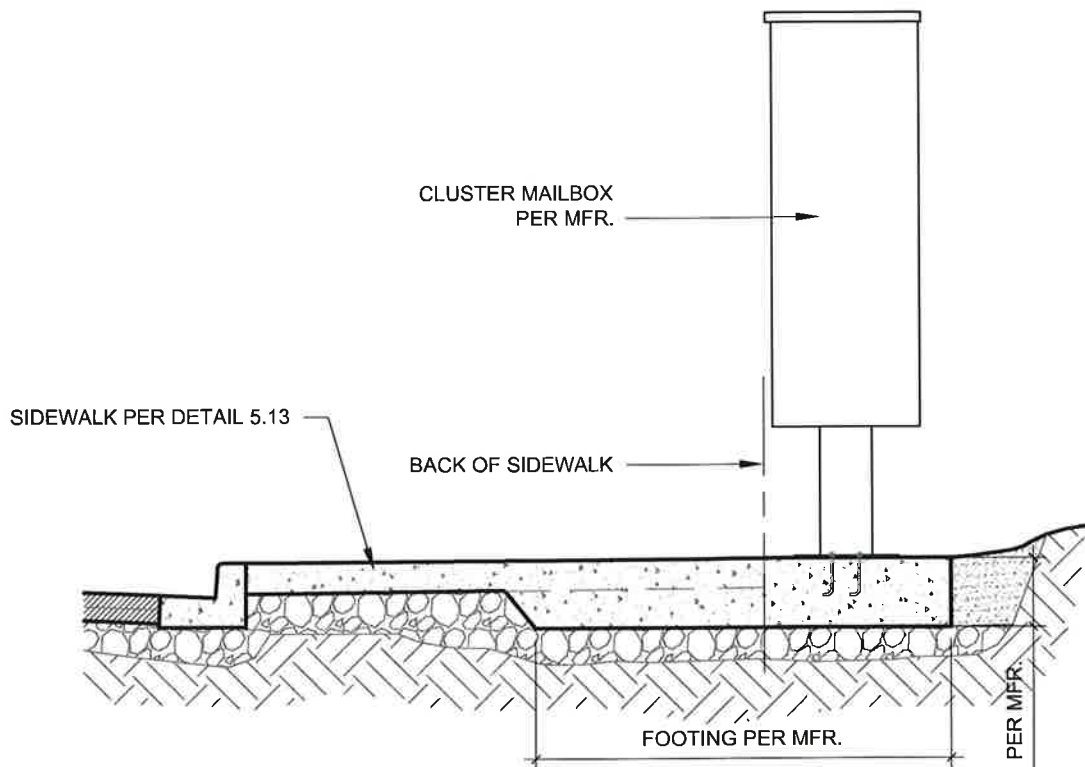 CLUSTER MAILBOX
PER MFR.
SIDEWALK PER DETAIL 5.13
BACK OF SIDEWALK
FOOTING PER MFR.
PER MFR.